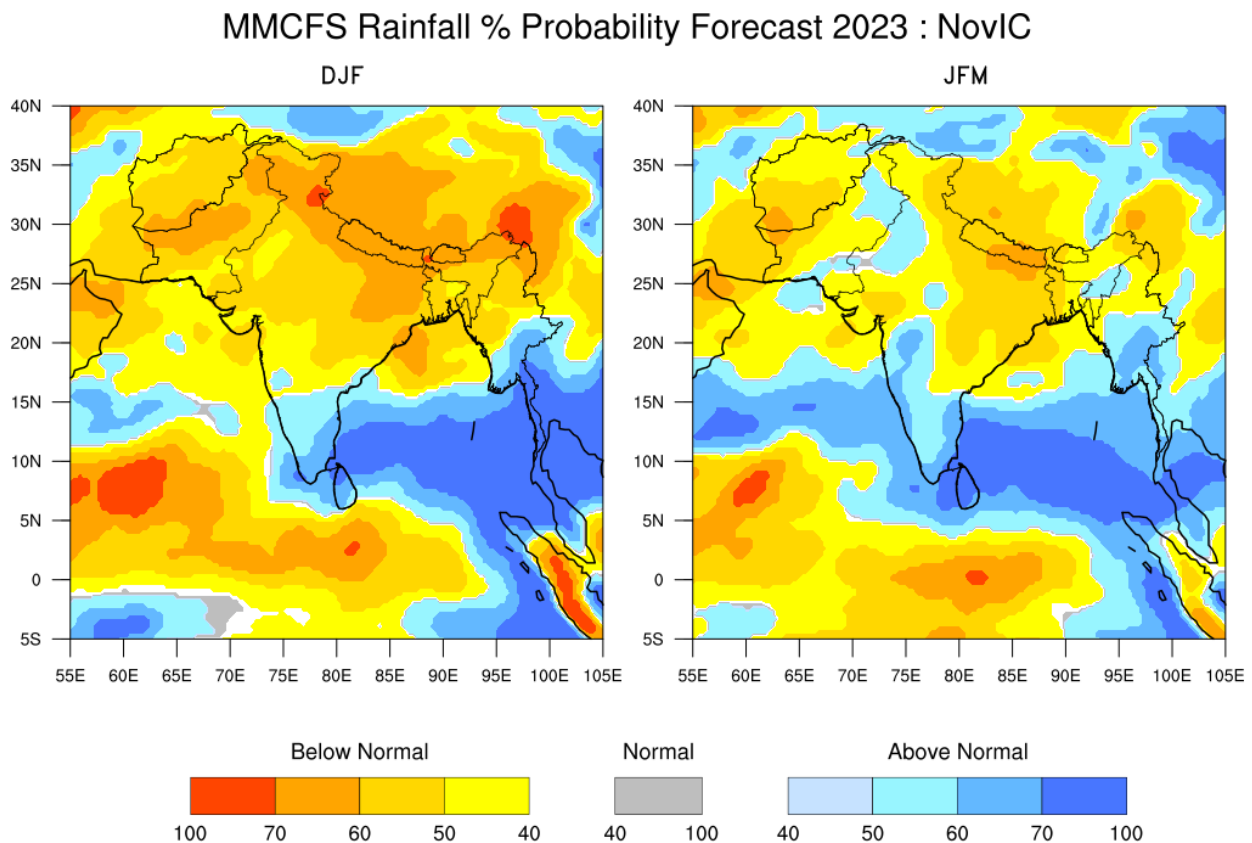 MMCFS Rainfall % Probability Forecast 2023 : NovIC
DJF
40N
35N
30N
25N
20N
15N
10N
5N
0
5S
55E 60E 65E 70E 75E 80E 85E 90E 95E 100E 105E
JFM
40N
35N
30N
25N
20N
15N
10N
5N
0
5S
55E 60E 65E 70E 75E 80E 85E 90E 95E 100E 105E
Below Normal
100 70 60 50 40
Normal
40 100
Above Normal
40 50 60 70 100